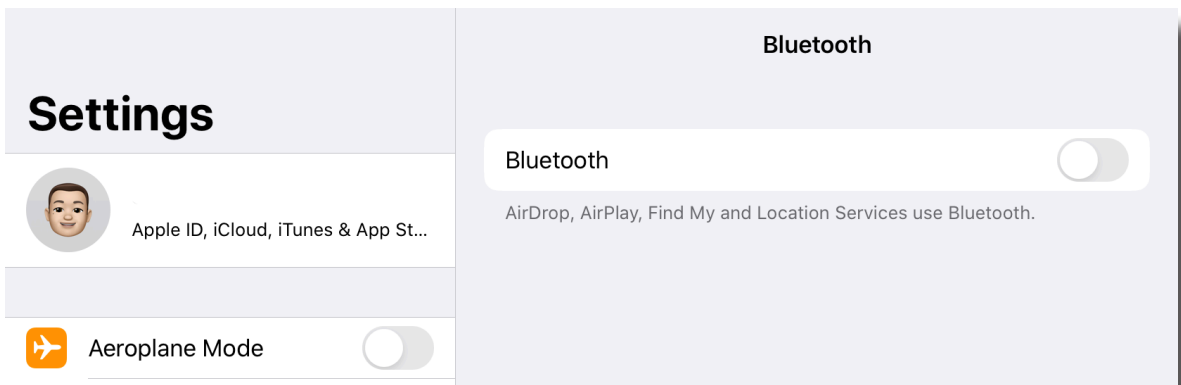 Settings
Apple ID, iCloud, iTunes & App St...
Aeroplane Mode
Bluetooth
Bluetooth
AirDrop, AirPlay, Find My and Location Services use Bluetooth.